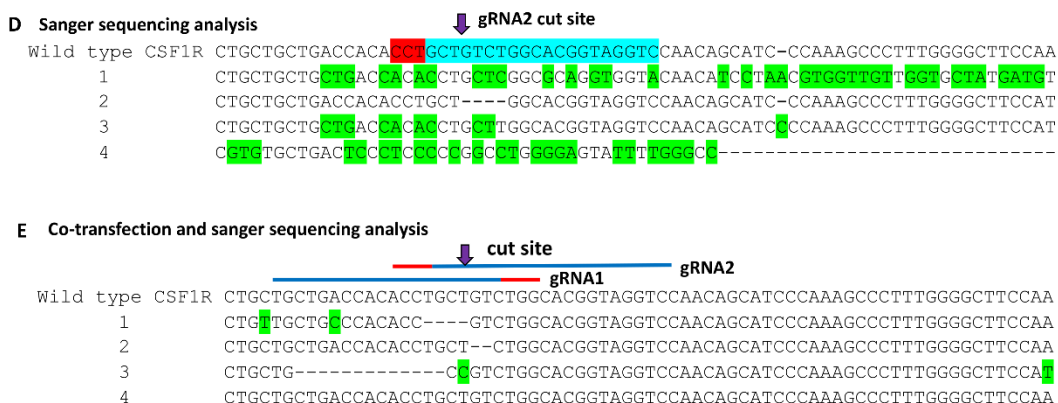 D Sanger sequencing analysis
gRNA2 cut site
Wild type CSF1R CTGCTGCTGACCACACCTGCTGTCTGGCACGGTAGGTCCAACAGCATC-CCAAAGCCCTTTGGGGCTTCCAA
1 CTGCTGCTGCTGACCACACCTGCTCGGCGCAGGTGGTACAACATCCTAACGTGGTTGTTGGTGCTATGATGT
2 CTGCTGCTGACCACACCTGCT----GGCACGGTAGGTCCAACAGCATC-CCAAAGCCCTTTGGGGCTTCCAT
3 CTGCTGCTGCTGACCACACCTGCTTGGCACGGTAGGTCCAACAGCATCCCCAAAGCCCTTTGGGGCTTCCAT
4 CGTGTGCTGACTCCCTCCCCCGGCCTGGGGAGTATTTTGGGCC-----------------------------
E Co-transfection and sanger sequencing analysis
cut site
gRNA2
gRNA1
Wild type CSF1R CTGCTGCTGACCACACCTGCTGTCTGGCACGGTAGGTCCAACAGCATCCCAAAGCCCTTTGGGGCTTCCAA
1 CTGTTGCTGCCCACACC----GTCTGGCACGGTAGGTCCAACAGCATCCCAAAGCCCTTTGGGGCTTCCAA
2 CTGCTGCTGACCACACCTGCT--CTGGCACGGTAGGTCCAACAGCATCCCAAAGCCCTTTGGGGCTTCCAA
3 CTGCTG-------------CCGTCTGGCACGGTAGGTCCAACAGCATCCCAAAGCCCTTTGGGGCTTCCAT
4 CTGCTGCTGACCACACCTGCTGTCTGGCACGGTAGGTCCAACAGCATCCCAAAGCCCTTTGGGGCTTCCAA